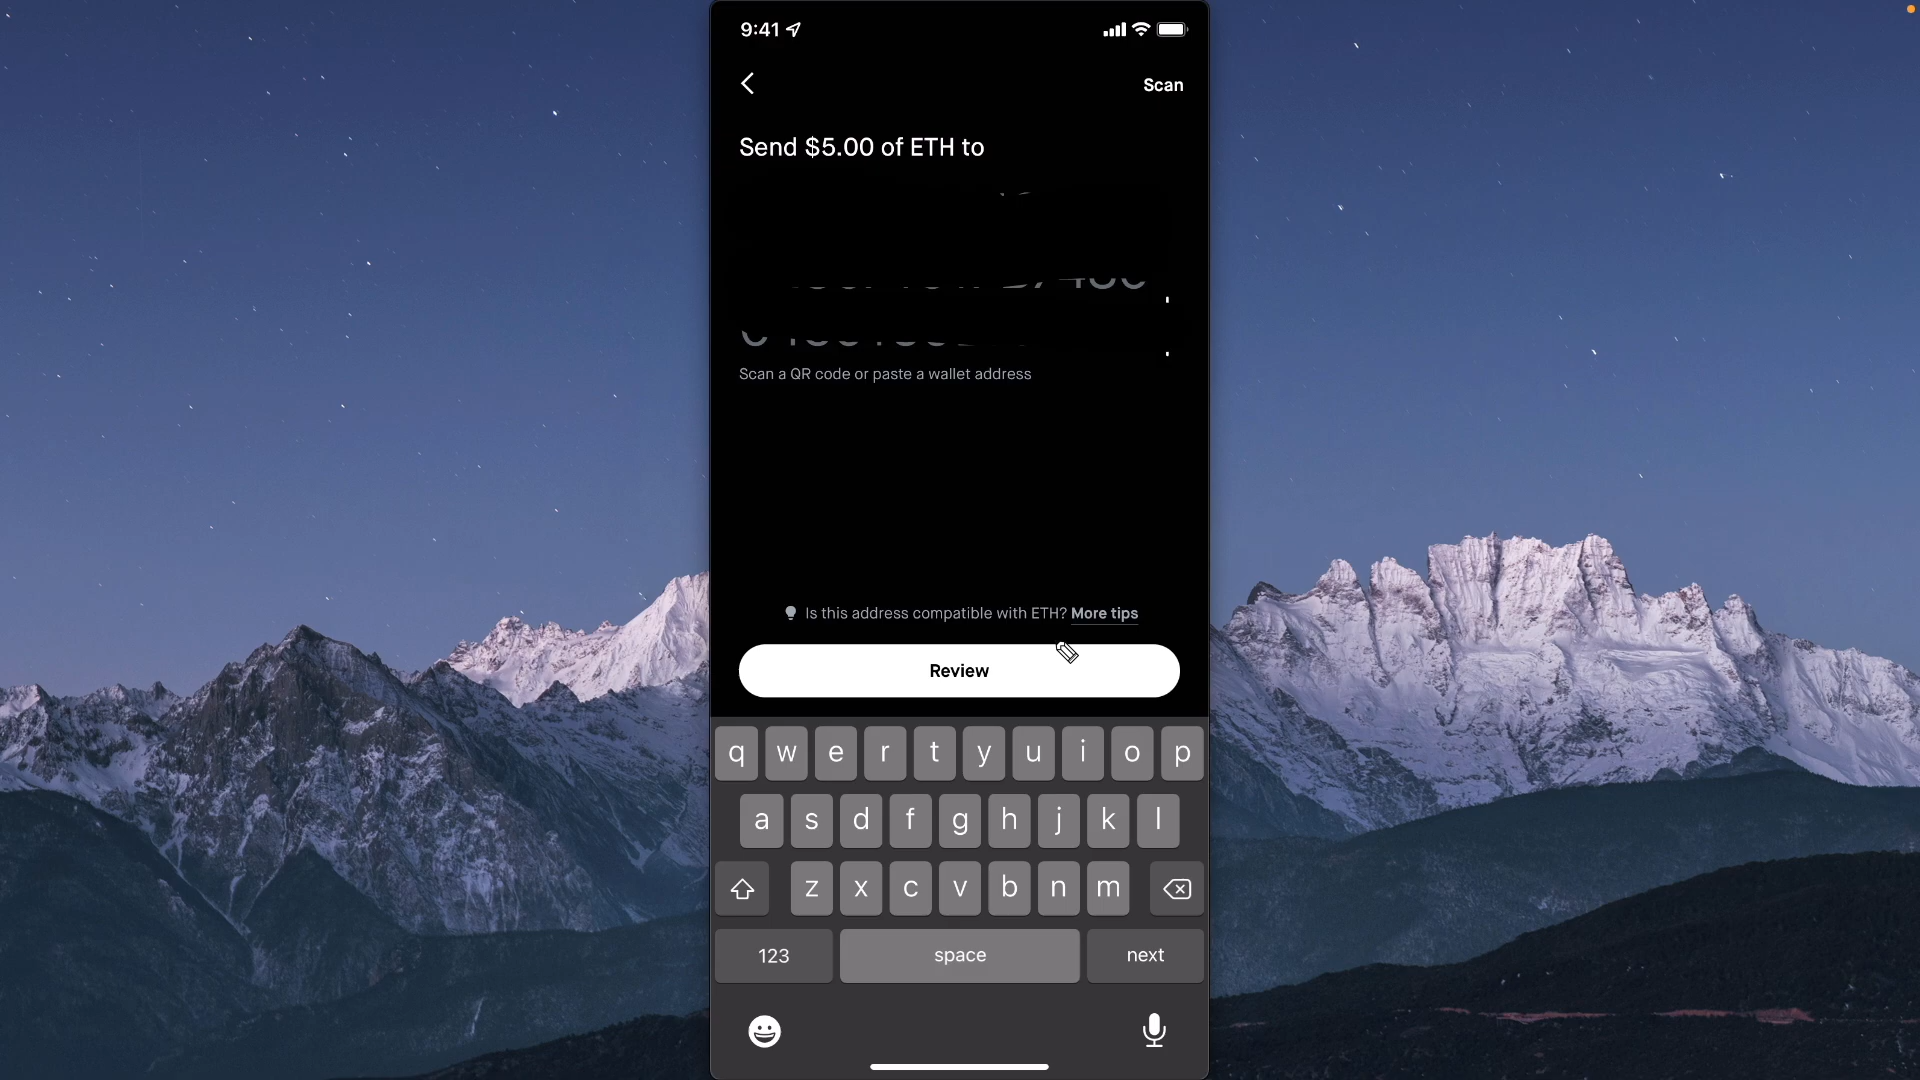 9:41
Scan
Send $5.00 of ETH to
Scan a QR code or paste a wallet address
Is this address compatible with ETH? More tips
Review
q w e r t y u i o p
a s d f g h j k l
z x c v b n m
123 space next